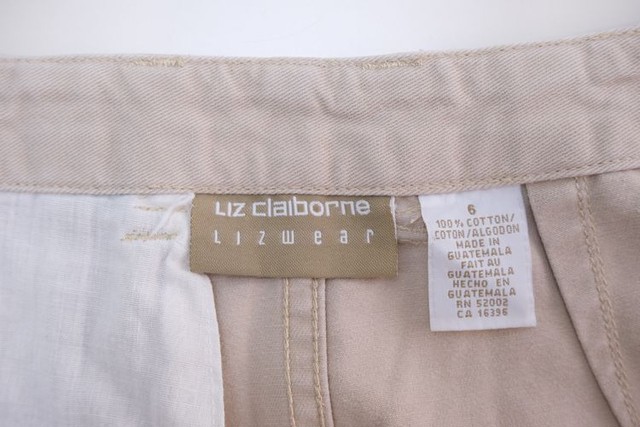 Liz claiborne
Lizwear
6
100% COTTON/
COTON/ALGODON
MADE IN
GUATEMALA
FAIT AU
GUATEMALA
HECHO EN
GUATEMALA
RN 52002
CA 16396